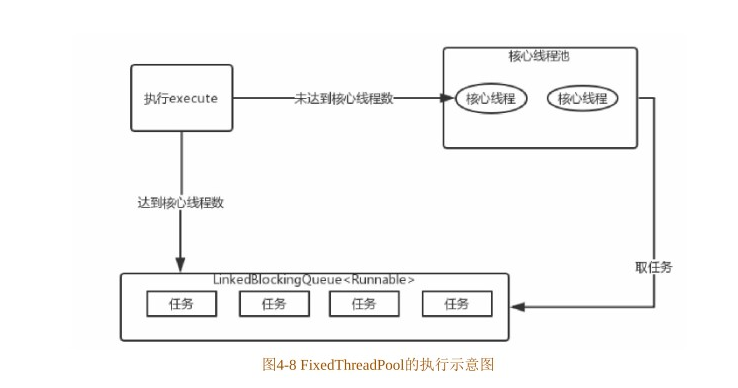 核心线程池
执行execute
未达到核心线程数
核心线程
核心线程
达到核心线程数
取任务
LinkedBlockingQueue<Runnable>
任务
任务
任务
任务
图4-8 FixedThreadPool的执行示意图